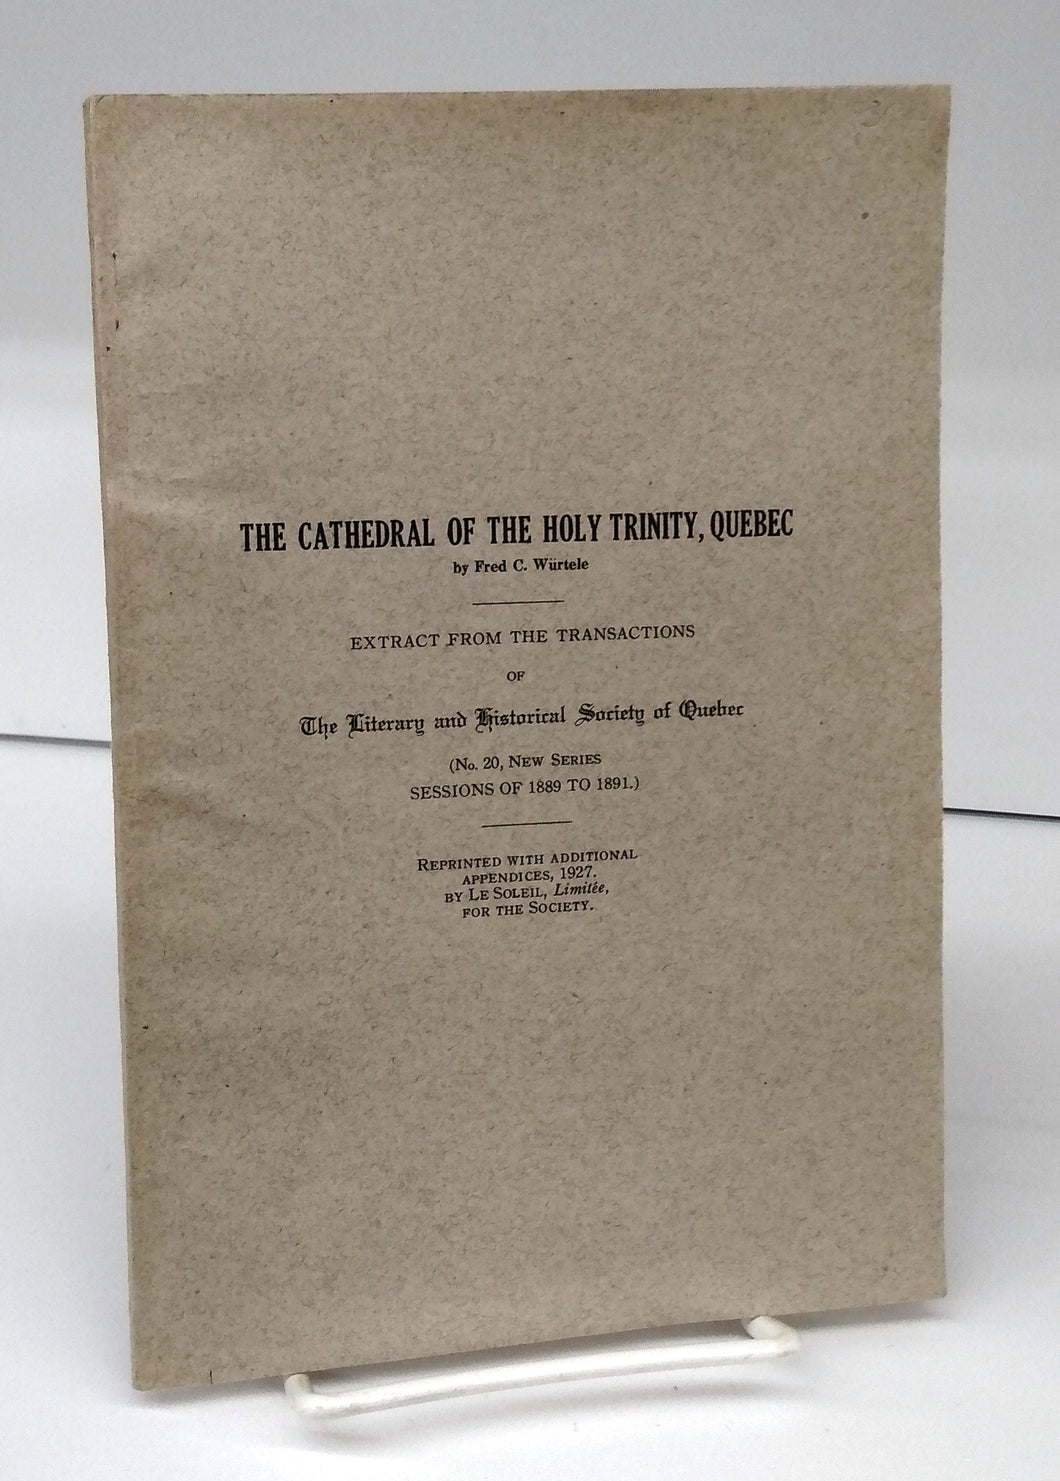 THE CATHEDRAL OF THE HOLY TRINITY, QUEBEC
by Fred C. Würtele
EXTRACT FROM THE TRANSACTIONS
OF
The Literary and Historical Society of Quebec
(No. 20, NEW SERIES
SESSIONS OF 1889 TO 1891.)
REPRINTED WITH ADDITIONAL
APPENDICES, 1927.
BY LE SOLEIL, Limitée,
FOR THE SOCIETY.